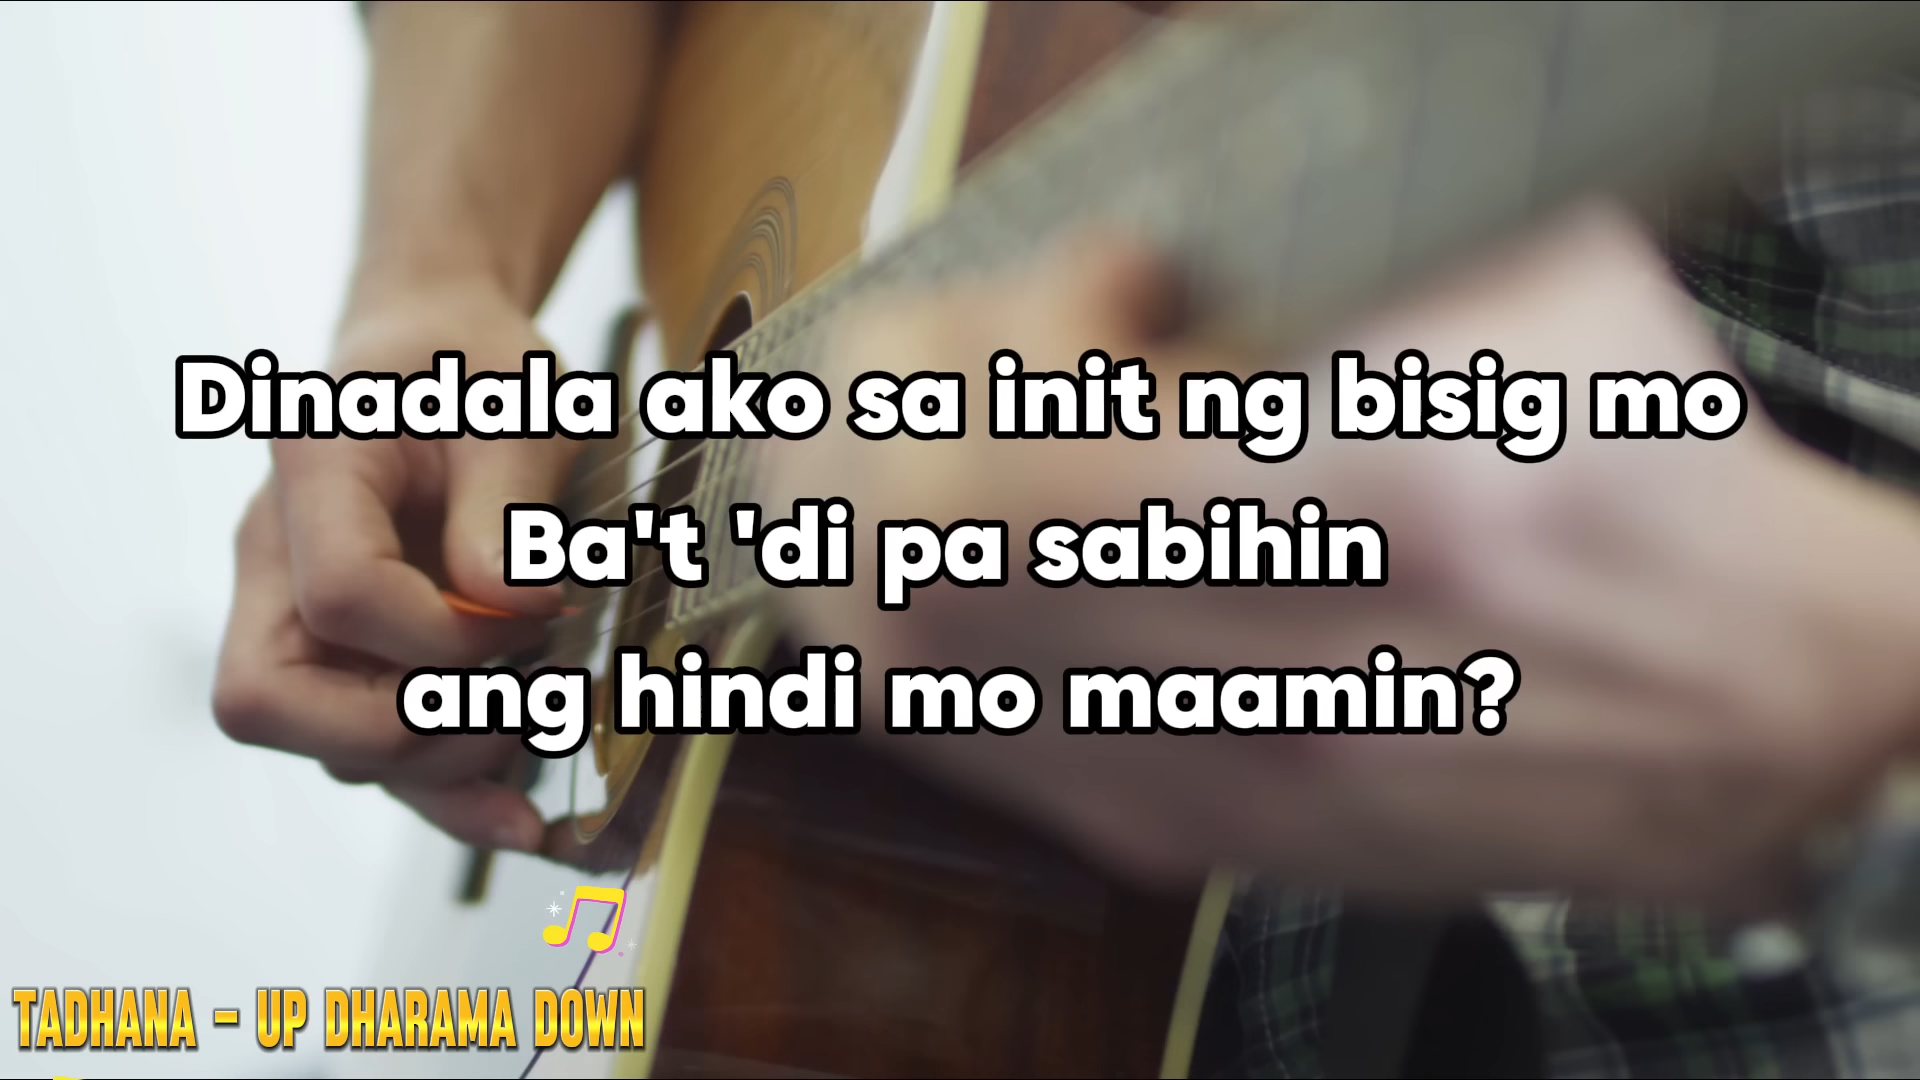 Dinadala ako sa init ng bisig mo
Ba't 'di pa sabihin
ang hindi mo maamin?
TADHANA - UP DHARAMA DOWN